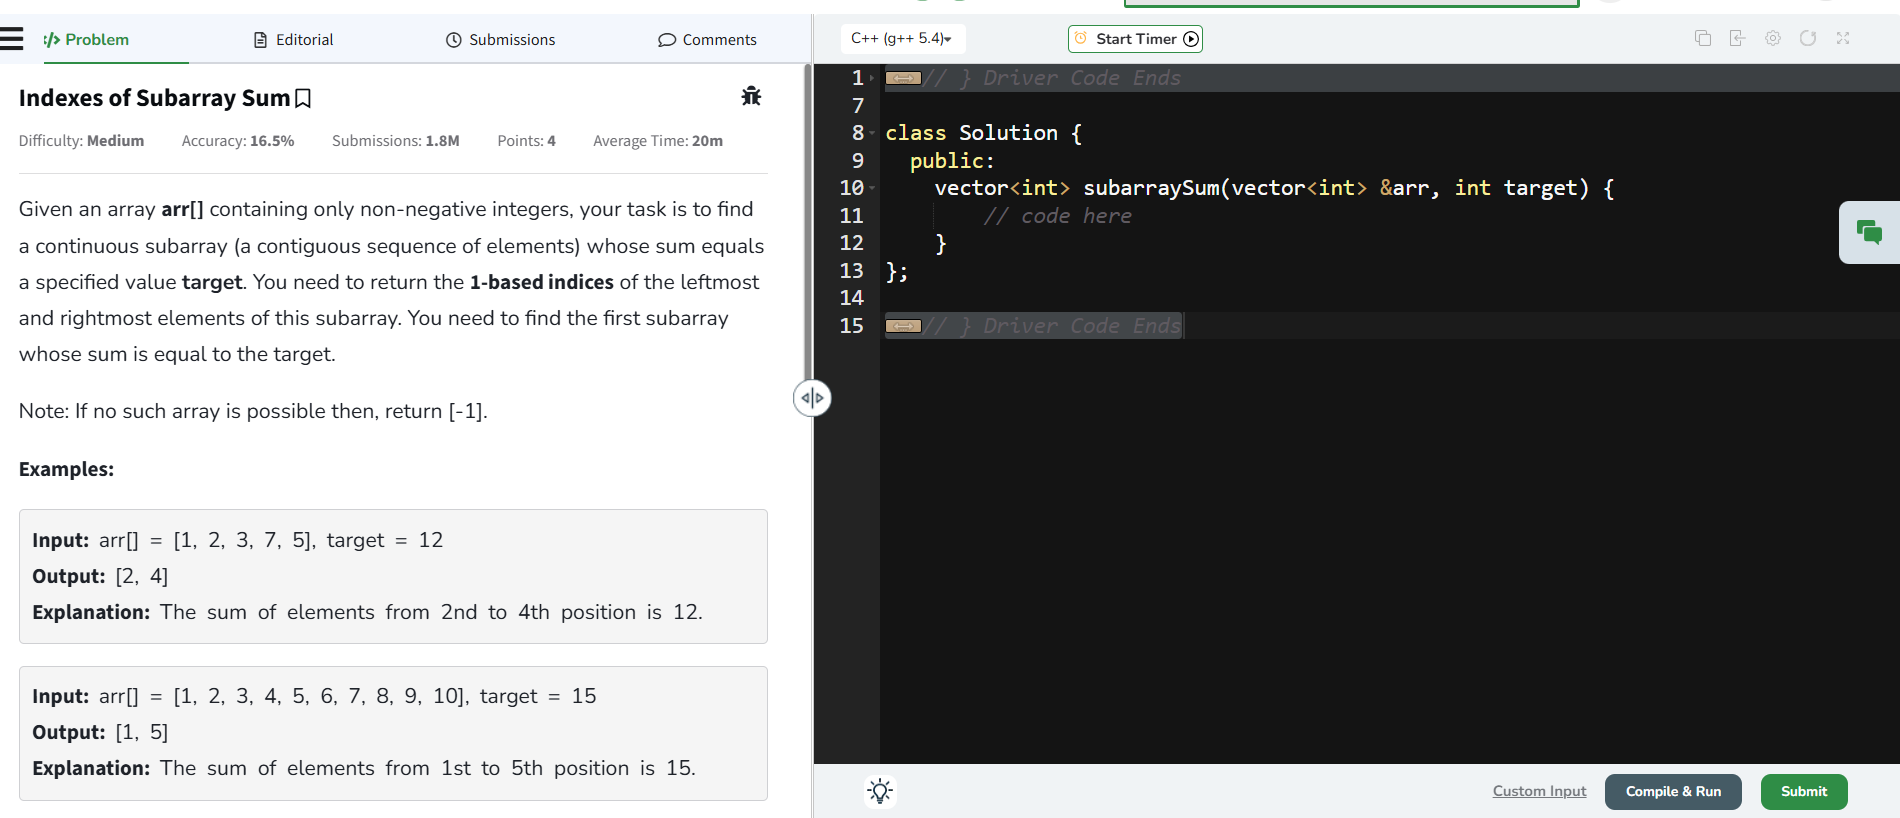 </> Problem
Editorial
Submissions
Comments
Indexes of Subarray Sum
Difficulty: Medium Accuracy: 16.5% Submissions: 1.8M Points: 4 Average Time: 20m
Given an array arr[] containing only non-negative integers, your task is to find
a continuous subarray (a contiguous sequence of elements) whose sum equals
a specified value target. You need to return the 1-based indices of the leftmost
and rightmost elements of this subarray. You need to find the first subarray
whose sum is equal to the target.
Note: If no such array is possible then, return [-1].
Examples:
Input: arr[] = [1, 2, 3, 7, 5], target = 12
Output: [2, 4]
Explanation: The sum of elements from 2nd to 4th position is 12.
Input: arr[] = [1, 2, 3, 4, 5, 6, 7, 8, 9, 10], target = 15
Output: [1, 5]
Explanation: The sum of elements from 1st to 5th position is 15.
C++ (g++ 5.4)
Start Timer
1 // } Driver Code Ends
7
8 class Solution {
9   public:
10     vector<int> subarraySum(vector<int> &arr, int target) {
11         // code here
12     }
13 };
14
15 // } Driver Code Ends
Custom Input
Compile & Run
Submit